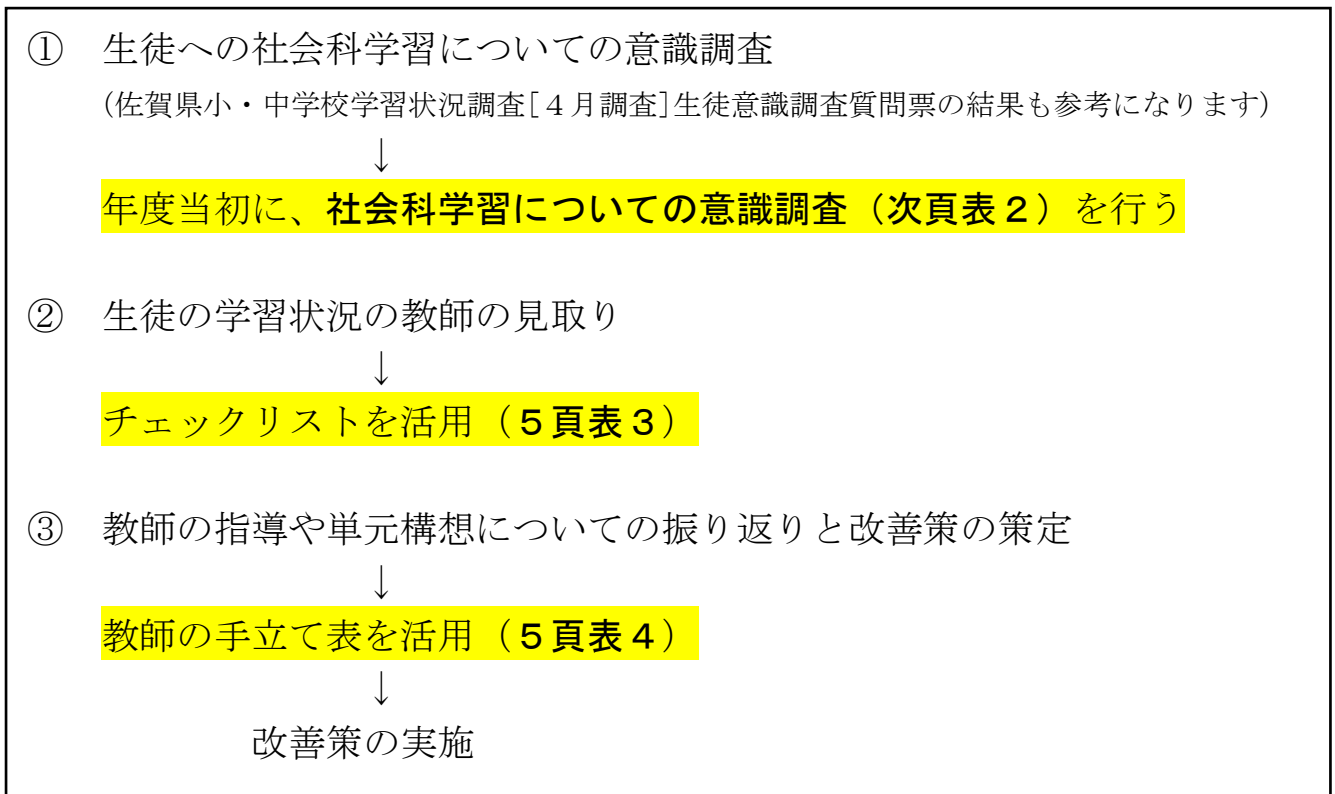 ① 生徒への社会科学習についての意識調査
(佐賀県小・中学校学習状況調査[４月調査]生徒意識調査質問票の結果も参考になります)
↓
年度当初に、社会科学習についての意識調査（次頁表２）を行う
② 生徒の学習状況の教師の見取り
↓
チェックリストを活用（５頁表３）
③ 教師の指導や単元構想についての振り返りと改善策の策定
↓
教師の手立て表を活用（５頁表４）
↓
改善策の実施